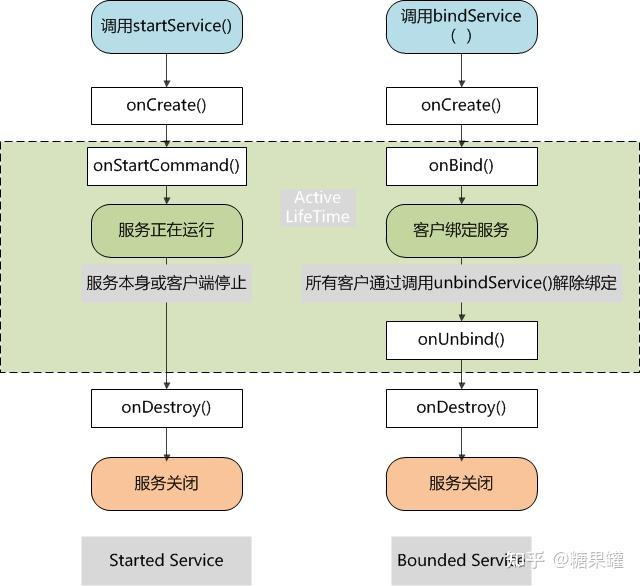 调用startService()
onCreate()
onStartCommand()
服务正在运行
服务本身或客户端停止
onDestroy()
服务关闭
Started Service
Active
LifeTime
调用bindService
（ ）
onCreate()
onBind()
客户绑定服务
所有客户通过调用unbindService()解除绑定
onUnbind()
onDestroy()
服务关闭
Bounded Service
知乎 @糖果罐